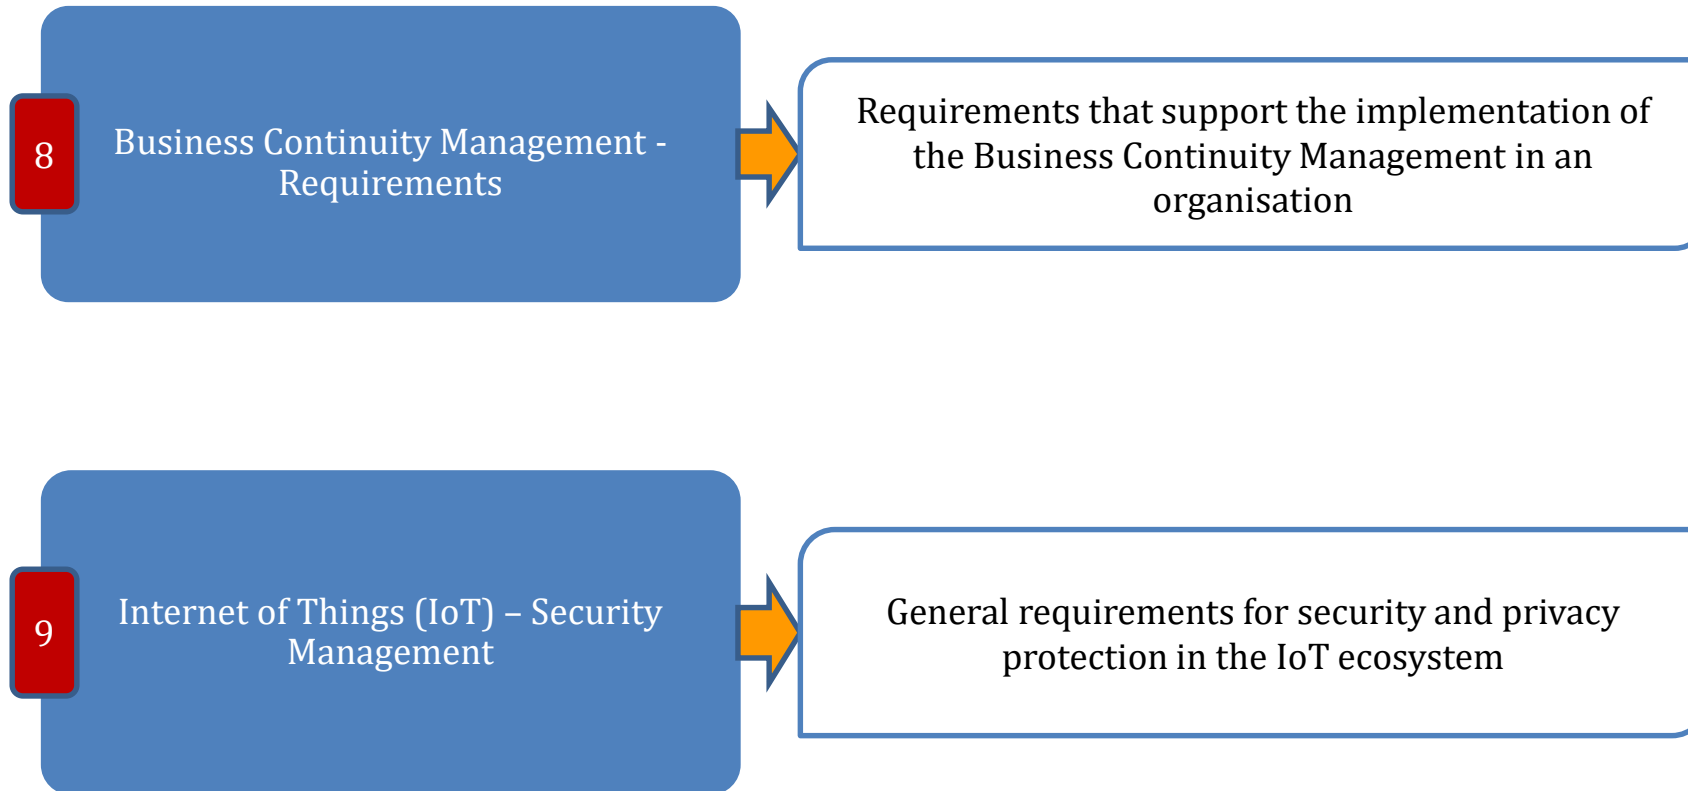 8
Business Continuity Management -
Requirements
Requirements that support the implementation of
the Business Continuity Management in an
organisation
9
Internet of Things (IoT) – Security
Management
General requirements for security and privacy
protection in the IoT ecosystem